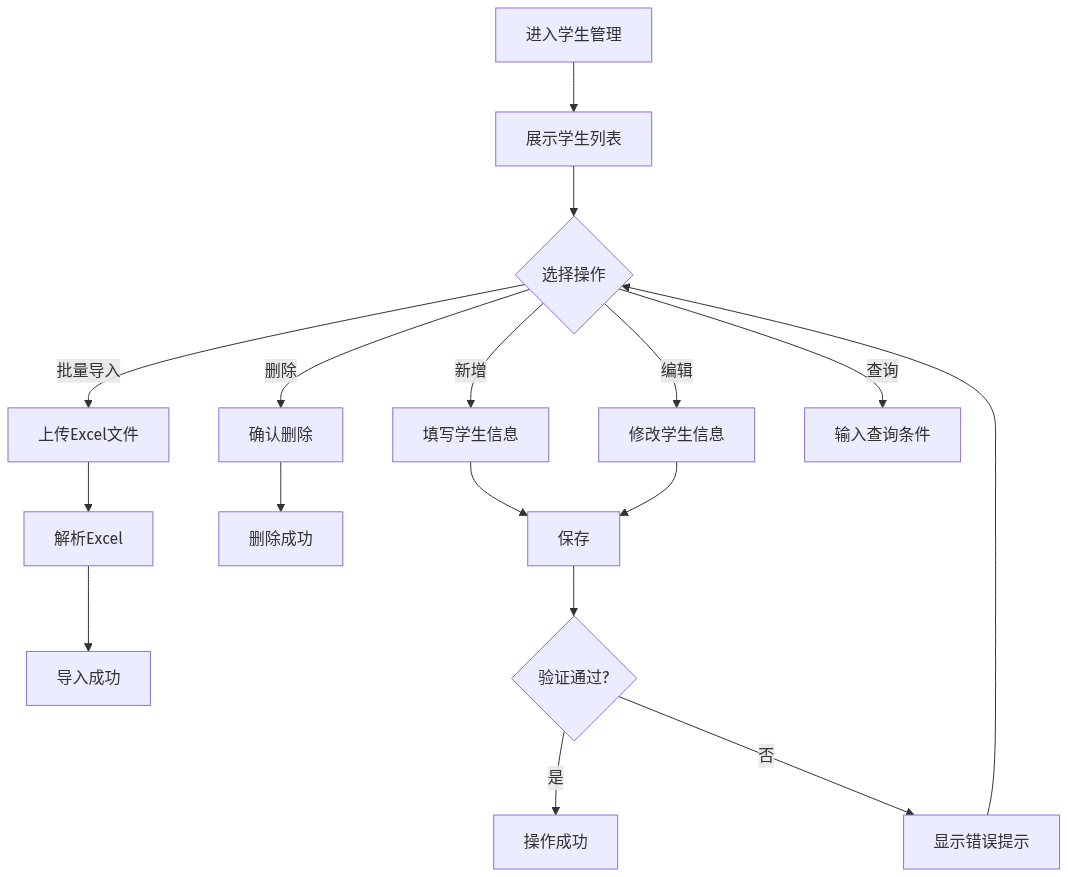 进入学生管理
展示学生列表
选择操作
批量导入
删除
新增
编辑
查询
上传Excel文件
确认删除
填写学生信息
修改学生信息
输入查询条件
解析Excel
删除成功
保存
导入成功
验证通过?
是
否
操作成功
显示错误提示